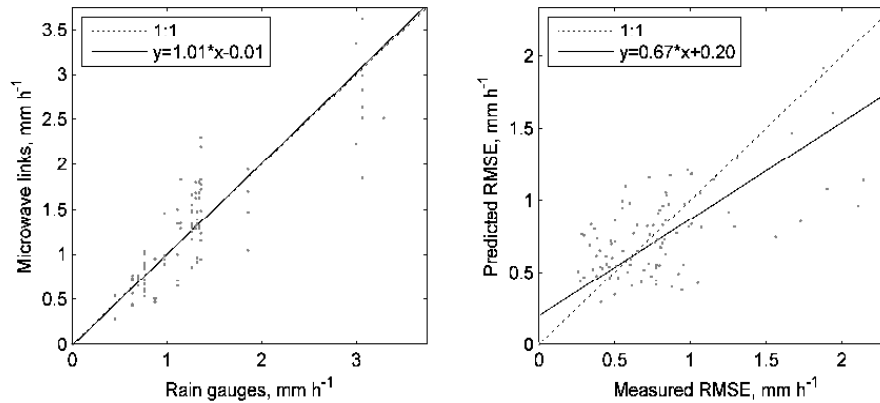 1:1
y=1.01*x-0.01
3.5
3
2.5
2
1.5
1
0.5
0
0 1 2 3
Microwave links, mm h⁻¹
Rain gauges, mm h⁻¹
1:1
y=0.67*x+0.20
2
1.5
1
0.5
0
0 0.5 1 1.5 2
Predicted RMSE, mm h⁻¹
Measured RMSE, mm h⁻¹